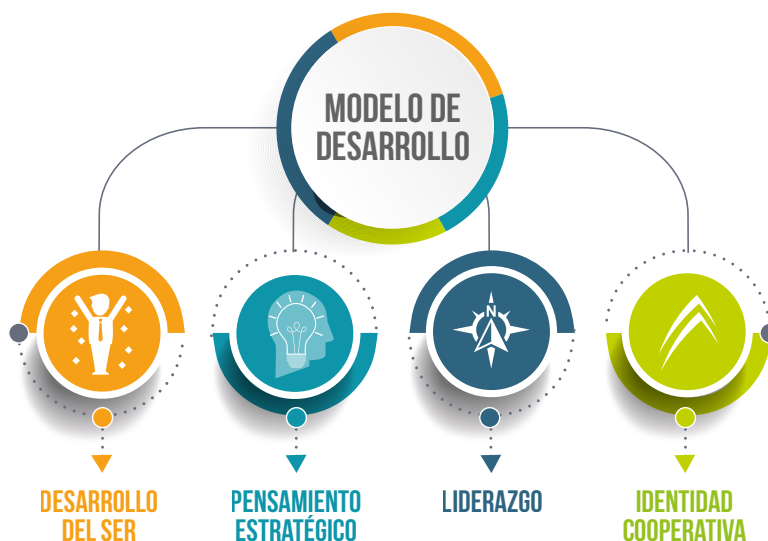 MODELO DE
DESARROLLO
N
DESARROLLO
DEL SER
PENSAMIENTO
ESTRATÉGICO
LIDERAZGO
IDENTIDAD
COOPERATIVA